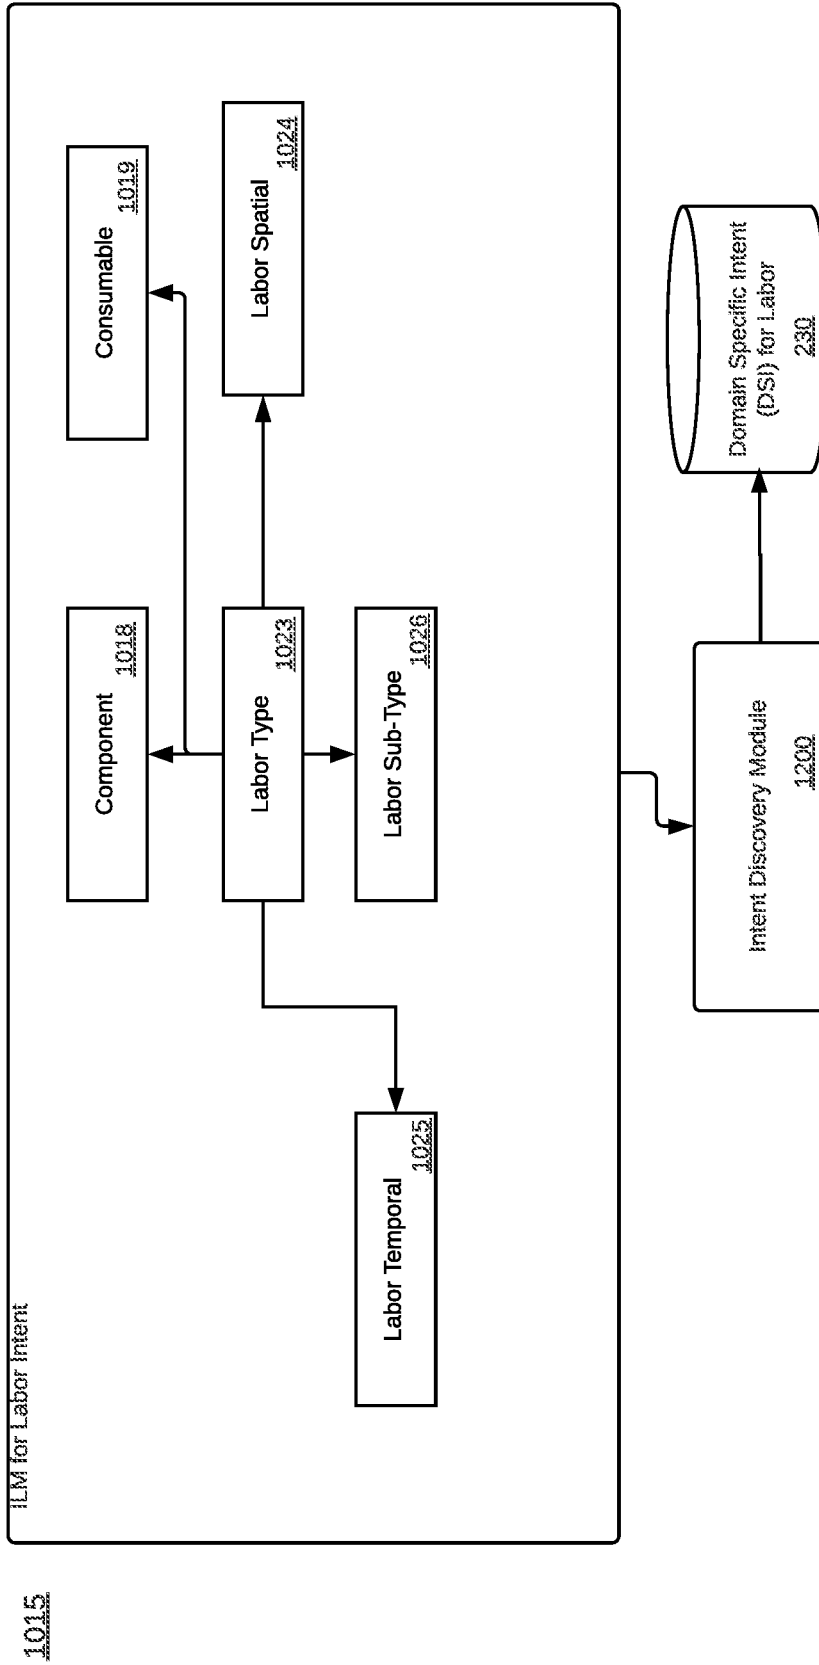 1015
ILM for Labor Intent
Component
1018
Consumable
1019
Labor Type
1023
Labor Spatial
1024
Labor Temporal
1025
Labor Sub-Type
1026
Intent Discovery Module
1200
Domain Specific Intent
(DSI) for Labor
230